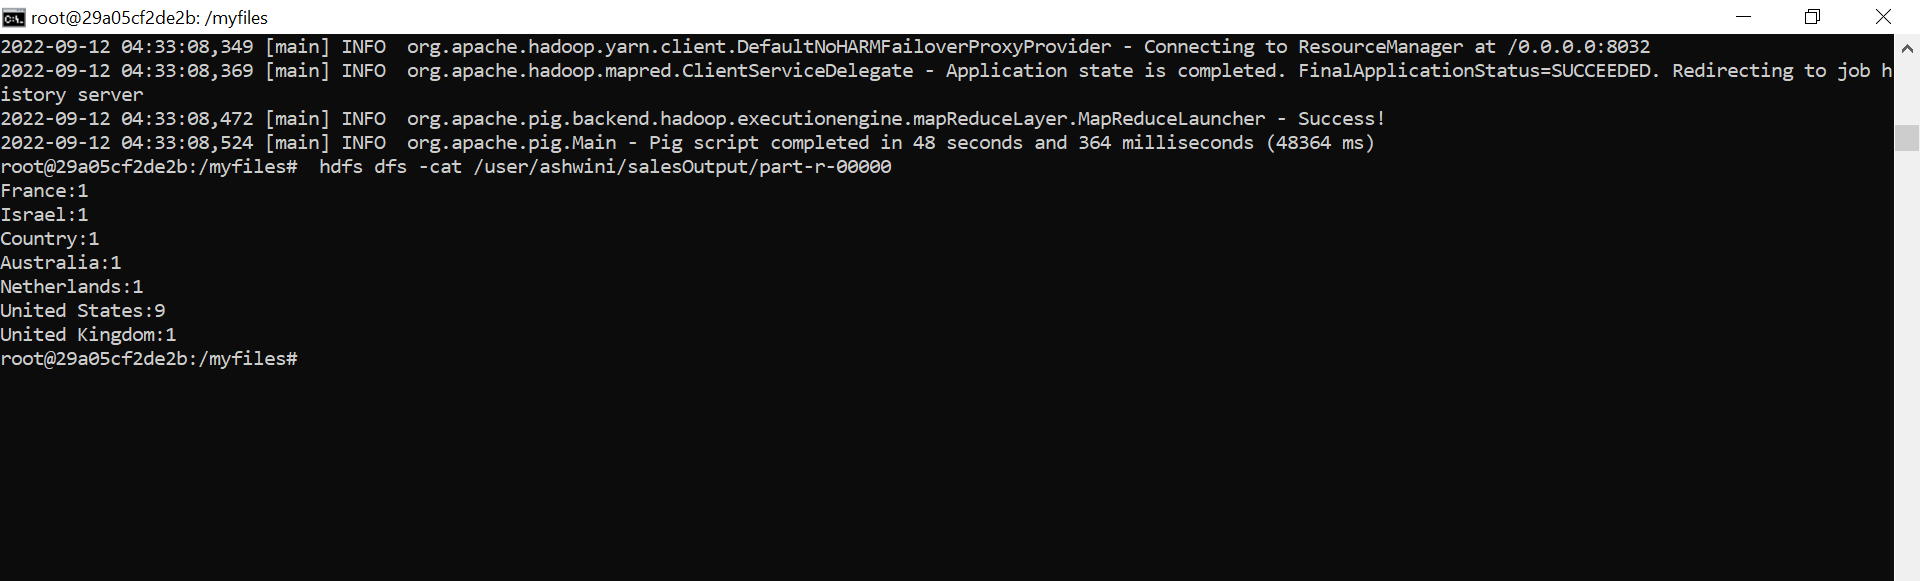 root@29a05cf2de2b: /myfiles
2022-09-12 04:33:08,349 [main] INFO  org.apache.hadoop.yarn.client.DefaultNoHARMFailoverProxyProvider - Connecting to ResourceManager at /0.0.0.0:8032
2022-09-12 04:33:08,369 [main] INFO  org.apache.hadoop.mapred.ClientServiceDelegate - Application state is completed. FinalApplicationStatus=SUCCEEDED. Redirecting to job h
istory server
2022-09-12 04:33:08,472 [main] INFO  org.apache.pig.backend.hadoop.executionengine.mapReduceLayer.MapReduceLauncher - Success!
2022-09-12 04:33:08,524 [main] INFO  org.apache.pig.Main - Pig script completed in 48 seconds and 364 milliseconds (48364 ms)
root@29a05cf2de2b:/myfiles#  hdfs dfs -cat /user/ashwini/salesOutput/part-r-00000
France:1
Israel:1
Country:1
Australia:1
Netherlands:1
United States:9
United Kingdom:1
root@29a05cf2de2b:/myfiles#